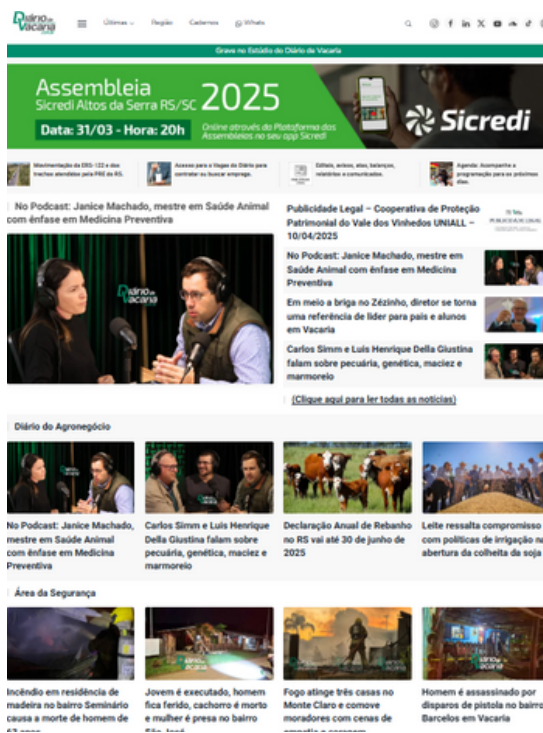 Diário de
Vacaria
Últimas
Região
Cadernos
Whats
Grave no Estúdio do Diário de Vacaria
Assembleia
Sicredi Altos da Serra RS/SC
2025
Data: 31/03 - Hora: 20h
Online através da Plataforma das
Assembleias no seu app Sicredi
Sicredi
Movimentação da ERS-122 e dos
trechos atendidos pela PRE do RS.
Acesso para o Vagas do Diário para
contratar ou buscar emprego.
Editais, avisos, atas, balanços,
relatórios e comunicados.
Agenda: Acompanhe a
programação para os próximos
dias.
No Podcast: Janice Machado, mestre em Saúde Animal
com ênfase em Medicina Preventiva
Diário de
Vacaria
Publicidade Legal – Cooperativa de Proteção
Patrimonial do Vale dos Vinhedos UNIALL –
10/04/2025
PUBLICIDADE LEGAL
No Podcast: Janice Machado, mestre em
Saúde Animal com ênfase em Medicina
Preventiva
Em meio a briga no Zézinho, diretor se torna
uma referência de líder para pais e alunos
em Vacaria
Carlos Simm e Luis Henrique Della Giustina
falam sobre pecuária, genética, maciez e
marmoreio
(Clique aqui para ler todas as notícias)
Diário do Agronegócio
No Podcast: Janice Machado,
mestre em Saúde Animal
com ênfase em Medicina
Preventiva
Carlos Simm e Luis Henrique
Della Giustina falam sobre
pecuária, genética, maciez e
marmoreio
Declaração Anual de Rebanho
no RS vai até 30 de junho de
2025
Leite ressalta compromisso
com políticas de irrigação na
abertura da colheita da soja
Área da Segurança
Incêndio em residência de
madeira no bairro Seminário
causa a morte de homem de
63 anos
Jovem é executado, homem
fica ferido, cachorro é morto
e mulher é presa no bairro
São José
Fogo atinge três casas no
Monte Claro e comove
moradores com cenas de
Homem é assassinado por
disparos de pistola no bairro
Barcelos em Vacaria